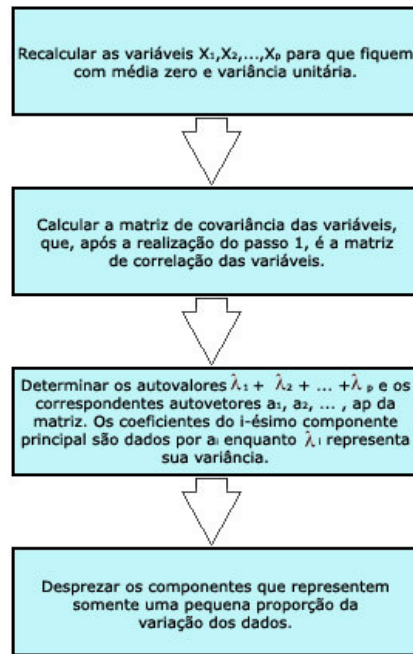 Recalcular as variáveis X₁,X₂,...,Xₚ para que fiquem
com média zero e variância unitária.
Calcular a matriz de covariância das variáveis,
que, após a realização do passo 1, é a matriz
de correlação das variáveis.
Determinar os autovalores λ̂ ₁ + λ̂ ₂ + ... + λ̂ ₚ e os
correspondentes autovetores a₁, a₂, ... , ap da
matriz. Os coeficientes do i-ésimo componente
principal são dados por aᵢ enquanto λ̂ ᵢ representa
sua variância.
Desprezar os componentes que representem
somente uma pequena proporção da
variação dos dados.